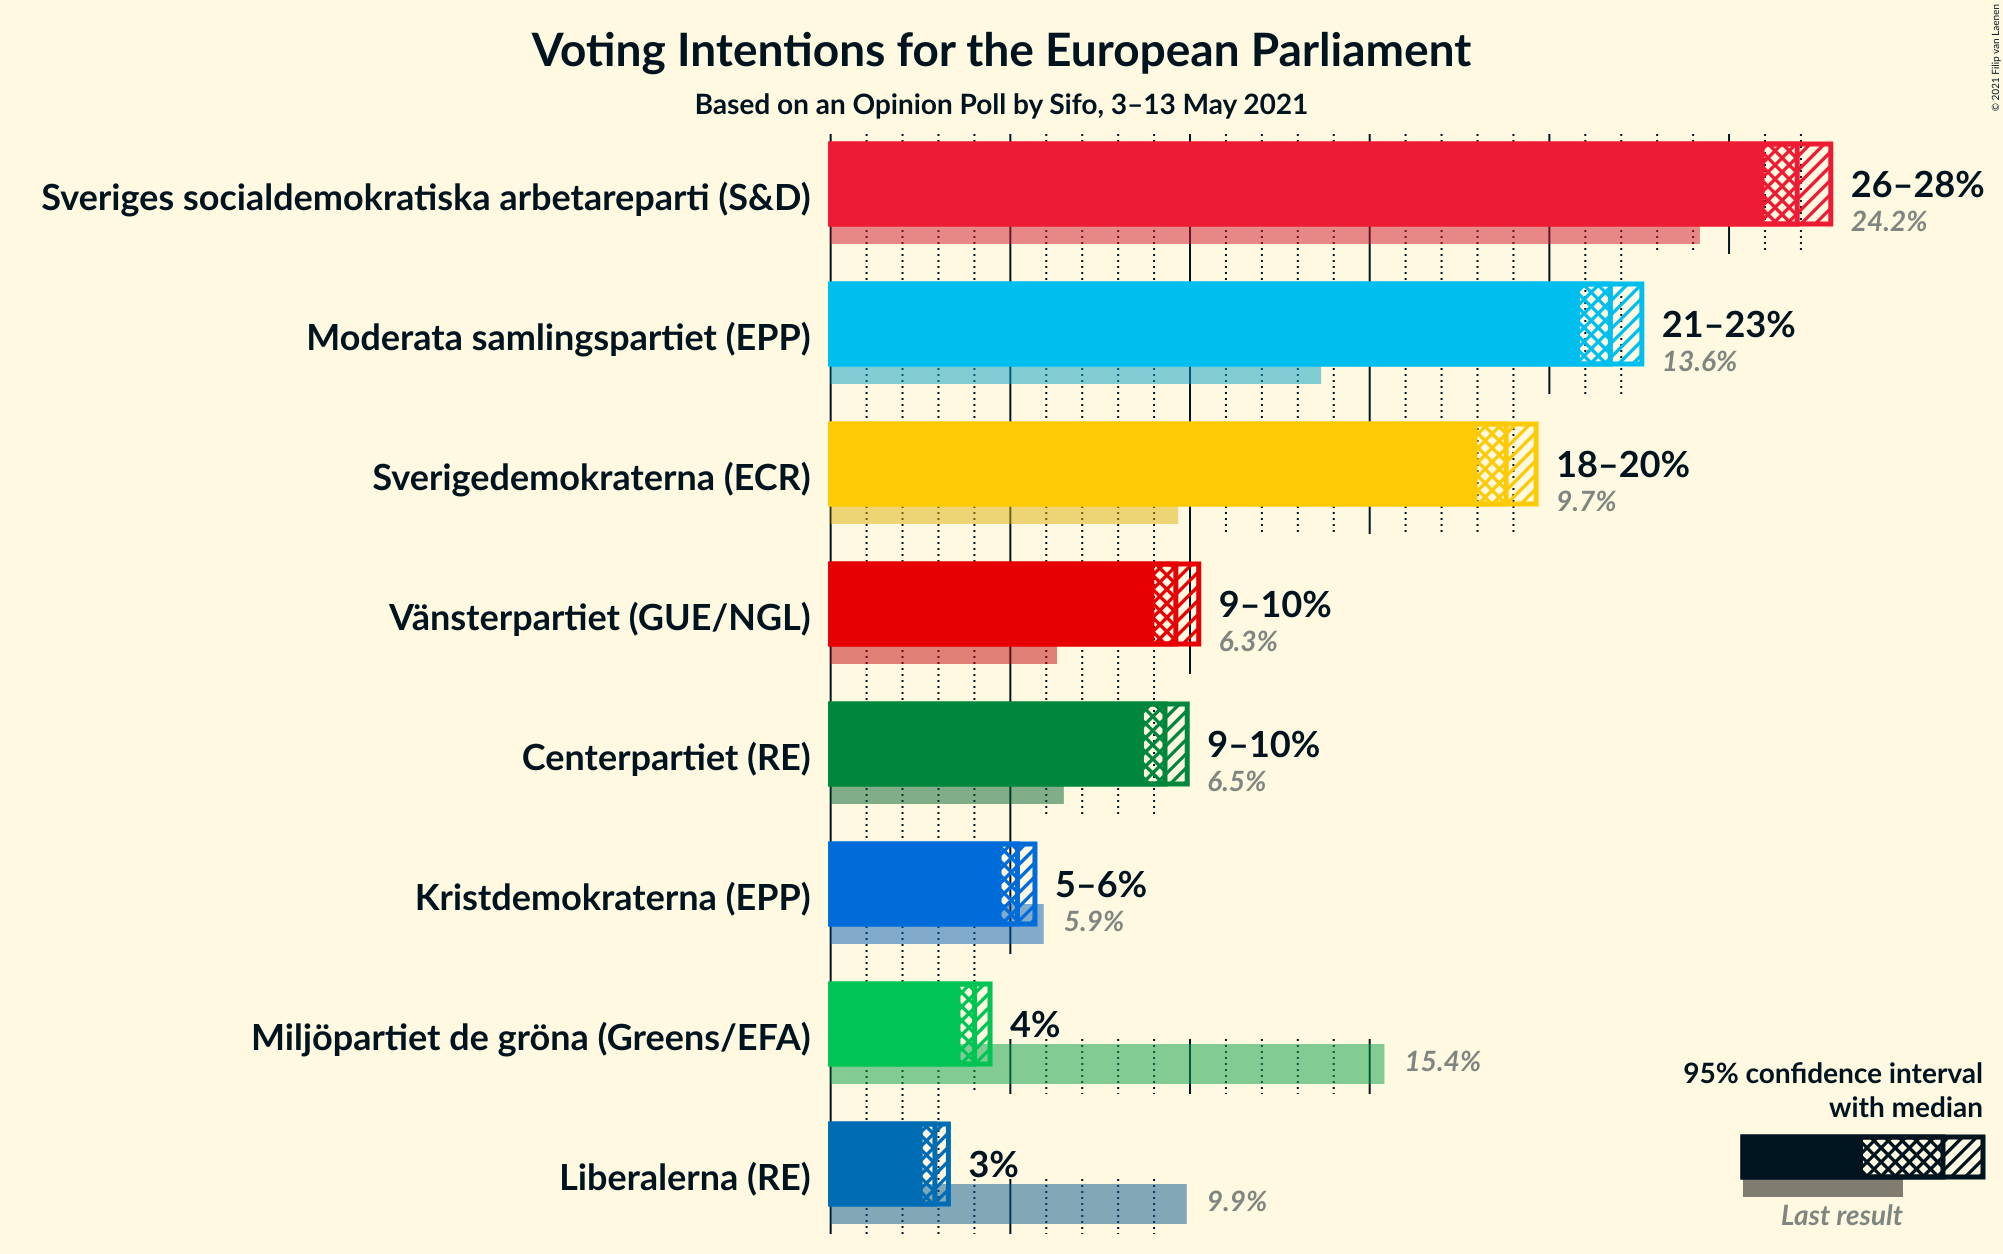 Voting Intentions for the European Parliament
Based on an Opinion Poll by Sifo, 3–13 May 2021
© 2021 Filip van Laenen
Sveriges socialdemokratiska arbetareparti (S&D)
26–28%
24.2%
Moderata samlingspartiet (EPP)
21–23%
13.6%
Sverigedemokraterna (ECR)
18–20%
9.7%
Vänsterpartiet (GUE/NGL)
9–10%
6.3%
Centerpartiet (RE)
9–10%
6.5%
Kristdemokraterna (EPP)
5–6%
5.9%
Miljöpartiet de gröna (Greens/EFA)
4%
15.4%
Liberalerna (RE)
3%
9.9%
95% confidence interval
with median
Last result